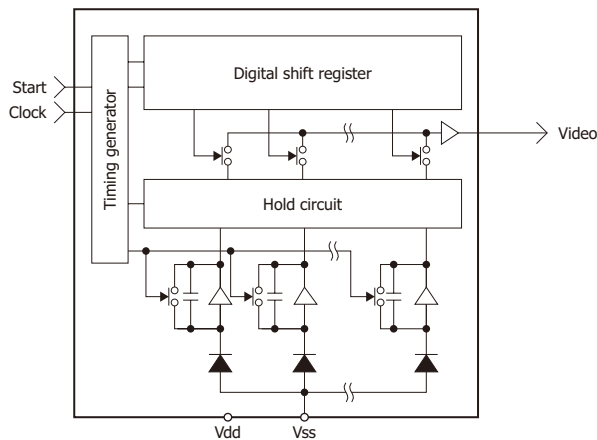 Digital shift register
Start
Clock
Timing generator
Video
Hold circuit
Vdd
Vss